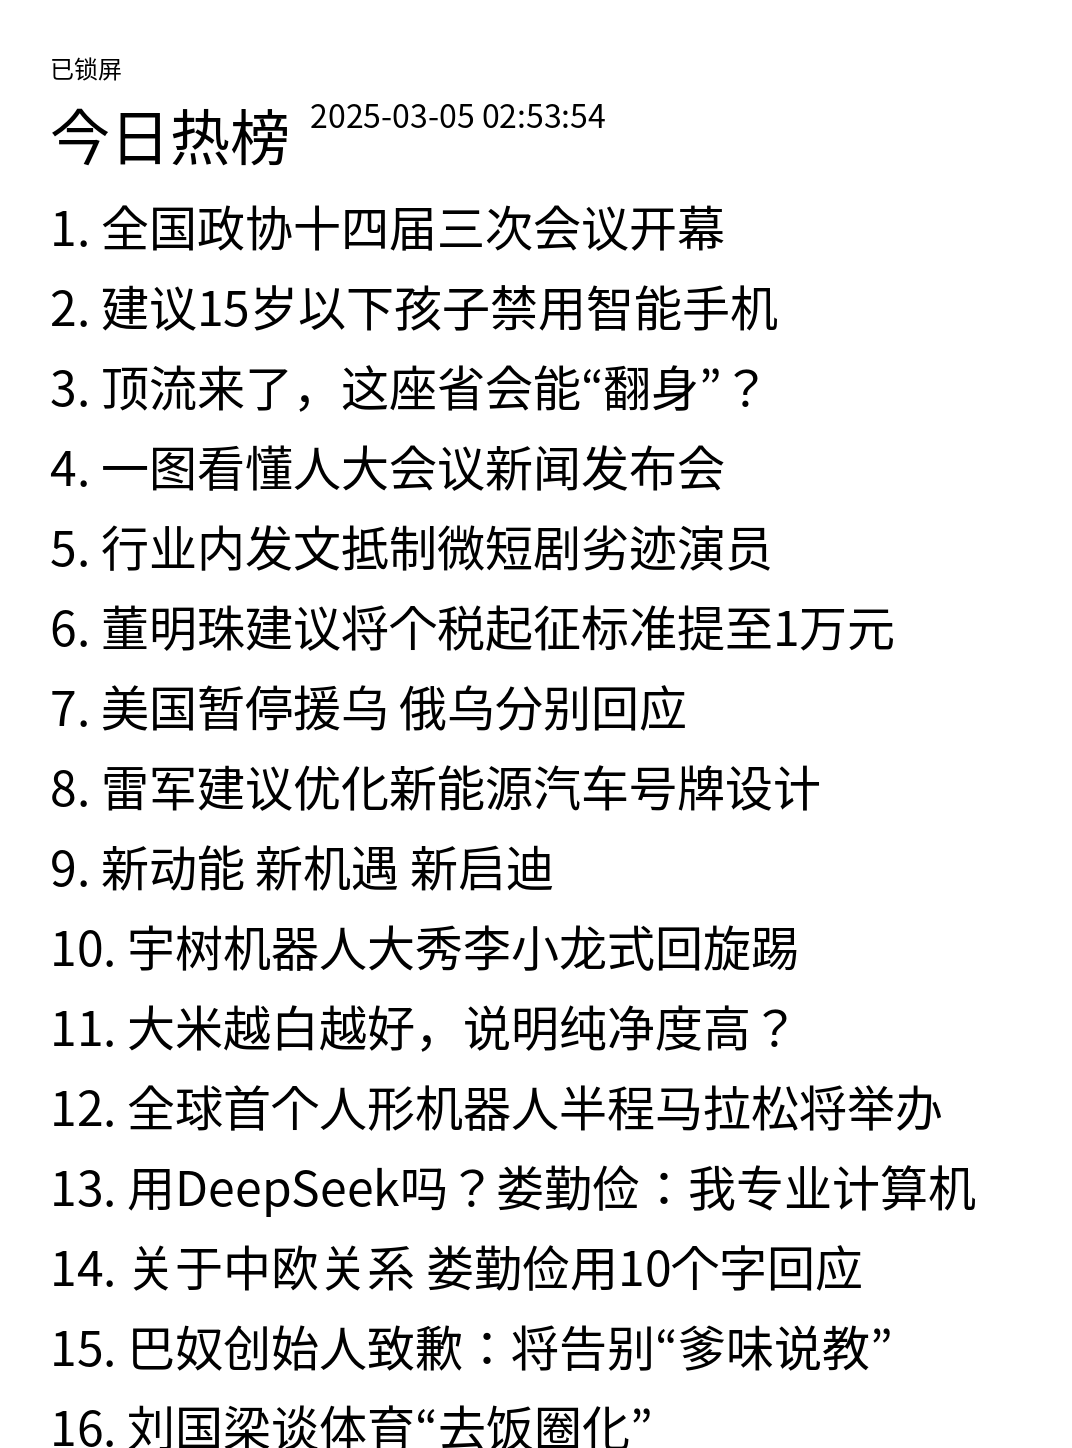 已锁屏
今日热榜 2025-03-05 02:53:54
1. 全国政协十四届三次会议开幕
2. 建议15岁以下孩子禁用智能手机
3. 顶流来了，这座省会能“翻身”？
4. 一图看懂人大会议新闻发布会
5. 行业内发文抵制微短剧劣迹演员
6. 董明珠建议将个税起征标准提至1万元
7. 美国暂停援乌 俄乌分别回应
8. 雷军建议优化新能源汽车号牌设计
9. 新动能 新机遇 新启迪
10. 宇树机器人大秀李小龙式回旋踢
11. 大米越白越好，说明纯净度高？
12. 全球首个人形机器人半程马拉松将举办
13. 用DeepSeek吗？娄勤俭：我专业计算机
14. 关于中欧关系 娄勤俭用10个字回应
15. 巴奴创始人致歉：将告别“爹味说教”
16. 刘国梁谈体育“去饭圈化”